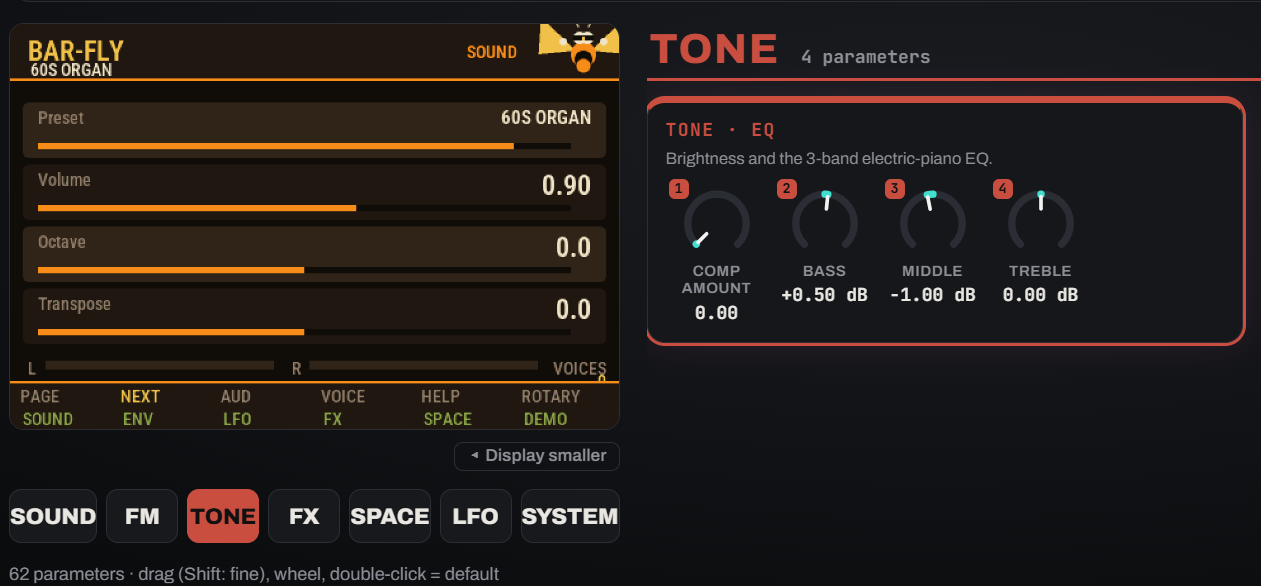 BAR-FLY
60S ORGAN
SOUND
Preset
60S ORGAN
Volume
0.90
Octave
0.0
Transpose
0.0
L
R
VOICES
0
PAGE NEXT AUD VOICE HELP ROTARY
SOUND ENV LFO FX SPACE DEMO
◂ Display smaller
SOUND FM TONE FX SPACE LFO SYSTEM
62 parameters · drag (Shift: fine), wheel, double-click = default
TONE 4 parameters
TONE · EQ
Brightness and the 3-band electric-piano EQ.
1 2 3 4
COMP AMOUNT
0.00
BASS
+0.50 dB
MIDDLE
-1.00 dB
TREBLE
0.00 dB